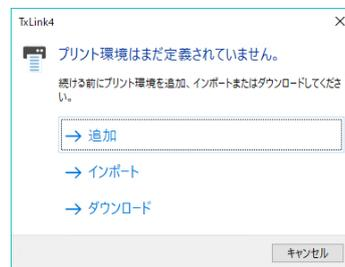 TxLink4
プリント環境はまだ定義されていません。
続ける前にプリント環境を追加、インポートまたはダウンロードしてくださ
い。
→ 追加
→ インポート
→ ダウンロード
キャンセル